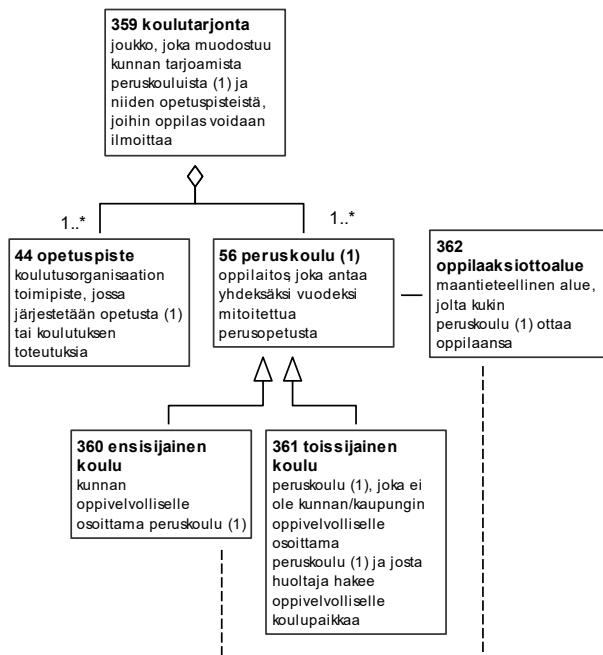 359 koulutarjonta
joukko, joka muodostuu
kunnan tarjoamista
peruskouluista (1) ja
niiden opetuspisteistä,
joihin oppilas voidaan
ilmoittaa
1..*
1..*
44 opetuspiste
koulutusorganisaation
toimipiste, jossa
järjestetään opetusta (1)
tai koulutuksen
toteutuksia
56 peruskoulu (1)
oppilaitos, joka antaa
yhdeksäksi vuodeksi
mitoitettua
perusopetusta
362
oppilaaksiottoalue
maantieteellinen alue,
jolta kukin
peruskoulu (1) ottaa
oppilaansa
360 ensisijainen
koulu
kunnan
oppivelvolliselle
osoittama peruskoulu (1)
361 toissijainen
koulu
peruskoulu (1), joka ei
ole kunnan/kaupungin
oppivelvolliselle
osoittama
peruskoulu (1) ja josta
huoltaja hakee
oppivelvolliselle
koulupaikkaa